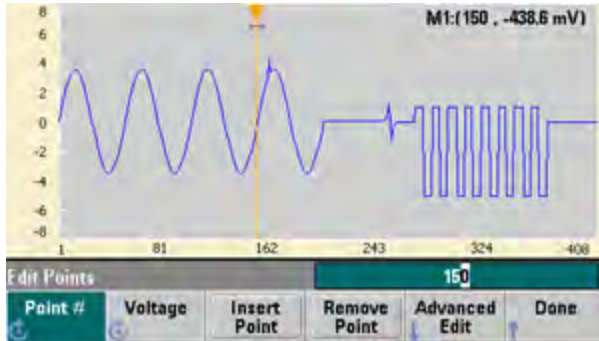 M1:(150 , -438.6 mV)
8
6
4
2
0
-2
-4
-6
-8
1 81 162 243 324 408
Edit Points 150
Point # Voltage Insert Point Remove Point Advanced Edit Done